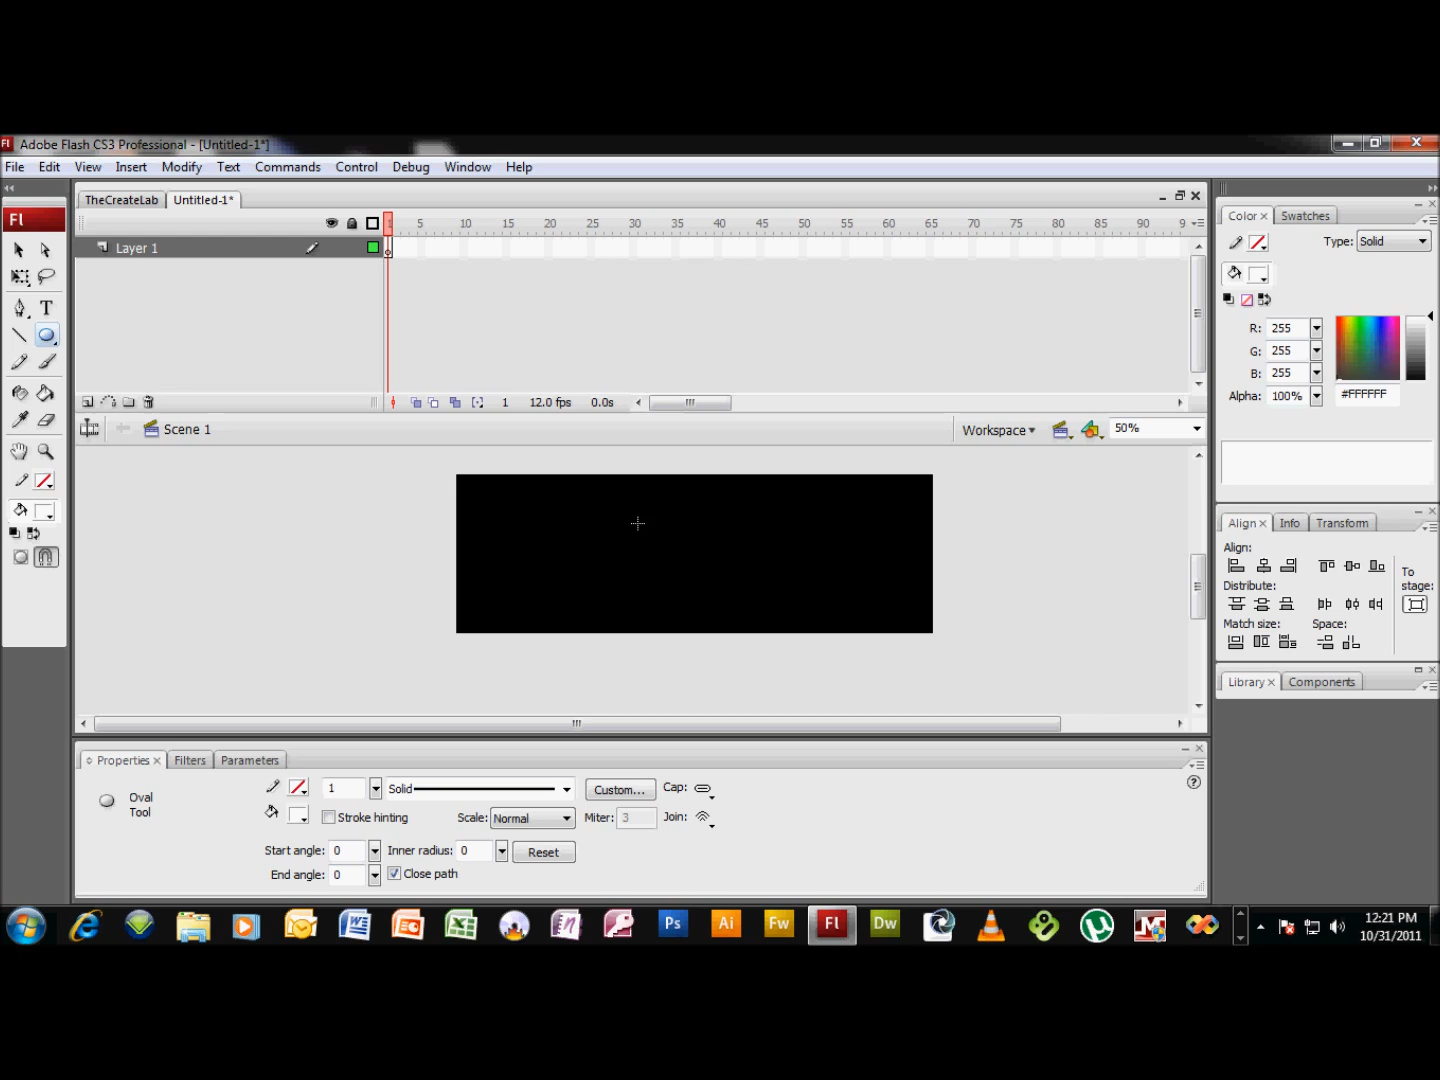 Fl Adobe Flash CS3 Professional - [Untitled-1*]
File Edit View Insert Modify Text Commands Control Debug Window Help
TheCreateLab Untitled-1*
Fl
1 5 10 15 20 25 30 35 40 45 50 55 60 65 70 75 80 85 90 9
Layer 1
1 12.0 fps 0.0s
Scene 1 Workspace 50%
Color Swatches
Type: Solid
R: 255
G: 255
B: 255
Alpha: 100% #FFFFFF
Align Info Transform
Align:
To stage:
Distribute:
Match size: Space:
Library Components
Properties Filters Parameters
Oval Tool
1 Solid Custom... Cap:
Stroke hinting Scale: Normal Miter: 3 Join:
Start angle: 0 Inner radius: 0 Reset
End angle: 0 Close path
Ps Ai Fw Fl Dw
12:21 PM
10/31/2011